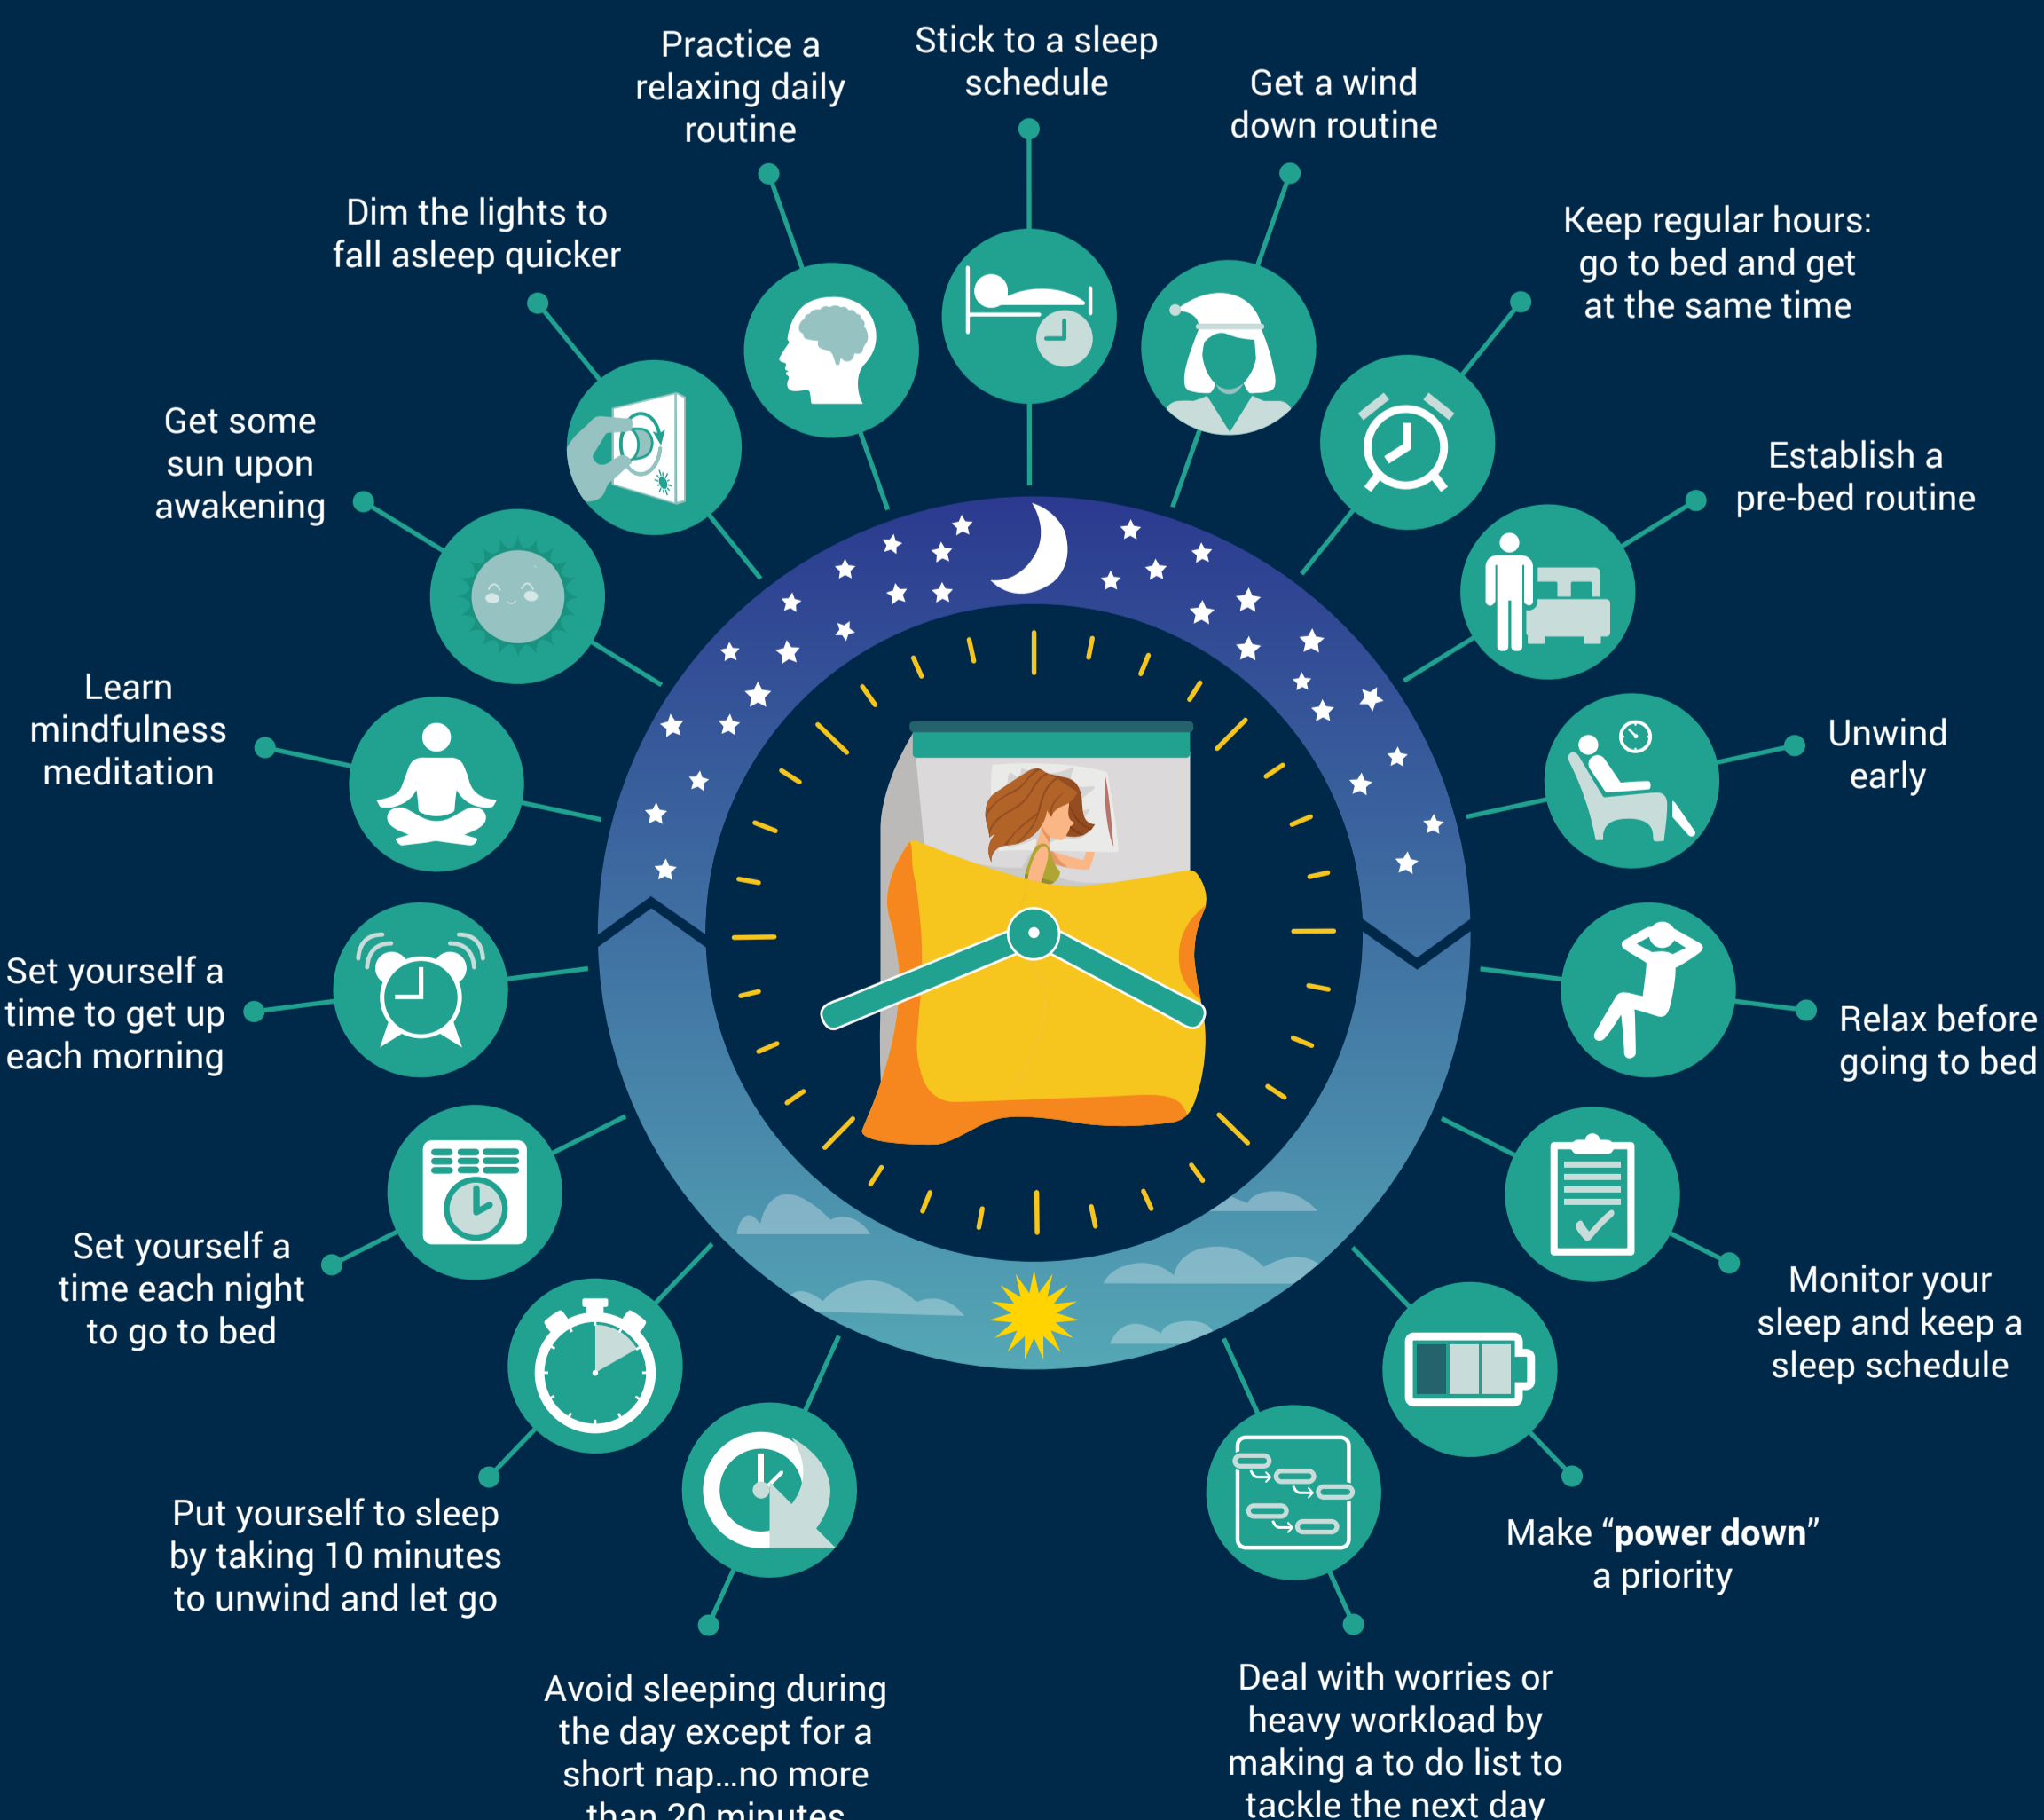 Stick to a sleep
schedule
Get a wind
down routine
Keep regular hours:
go to bed and get
at the same time
Establish a
pre-bed routine
Unwind
early
Relax before
going to bed
Monitor your
sleep and keep a
sleep schedule
Make “power down”
a priority
Deal with worries or
heavy workload by
making a to do list to
tackle the next day
Avoid sleeping during
the day except for a
short nap...no more
than 20 minutes
Put yourself to sleep
by taking 10 minutes
to unwind and let go
Set yourself a
time each night
to go to bed
Set yourself a
time to get up
each morning
Learn
mindfulness
meditation
Get some
sun upon
awakening
Dim the lights to
fall asleep quicker
Practice a
relaxing daily
routine